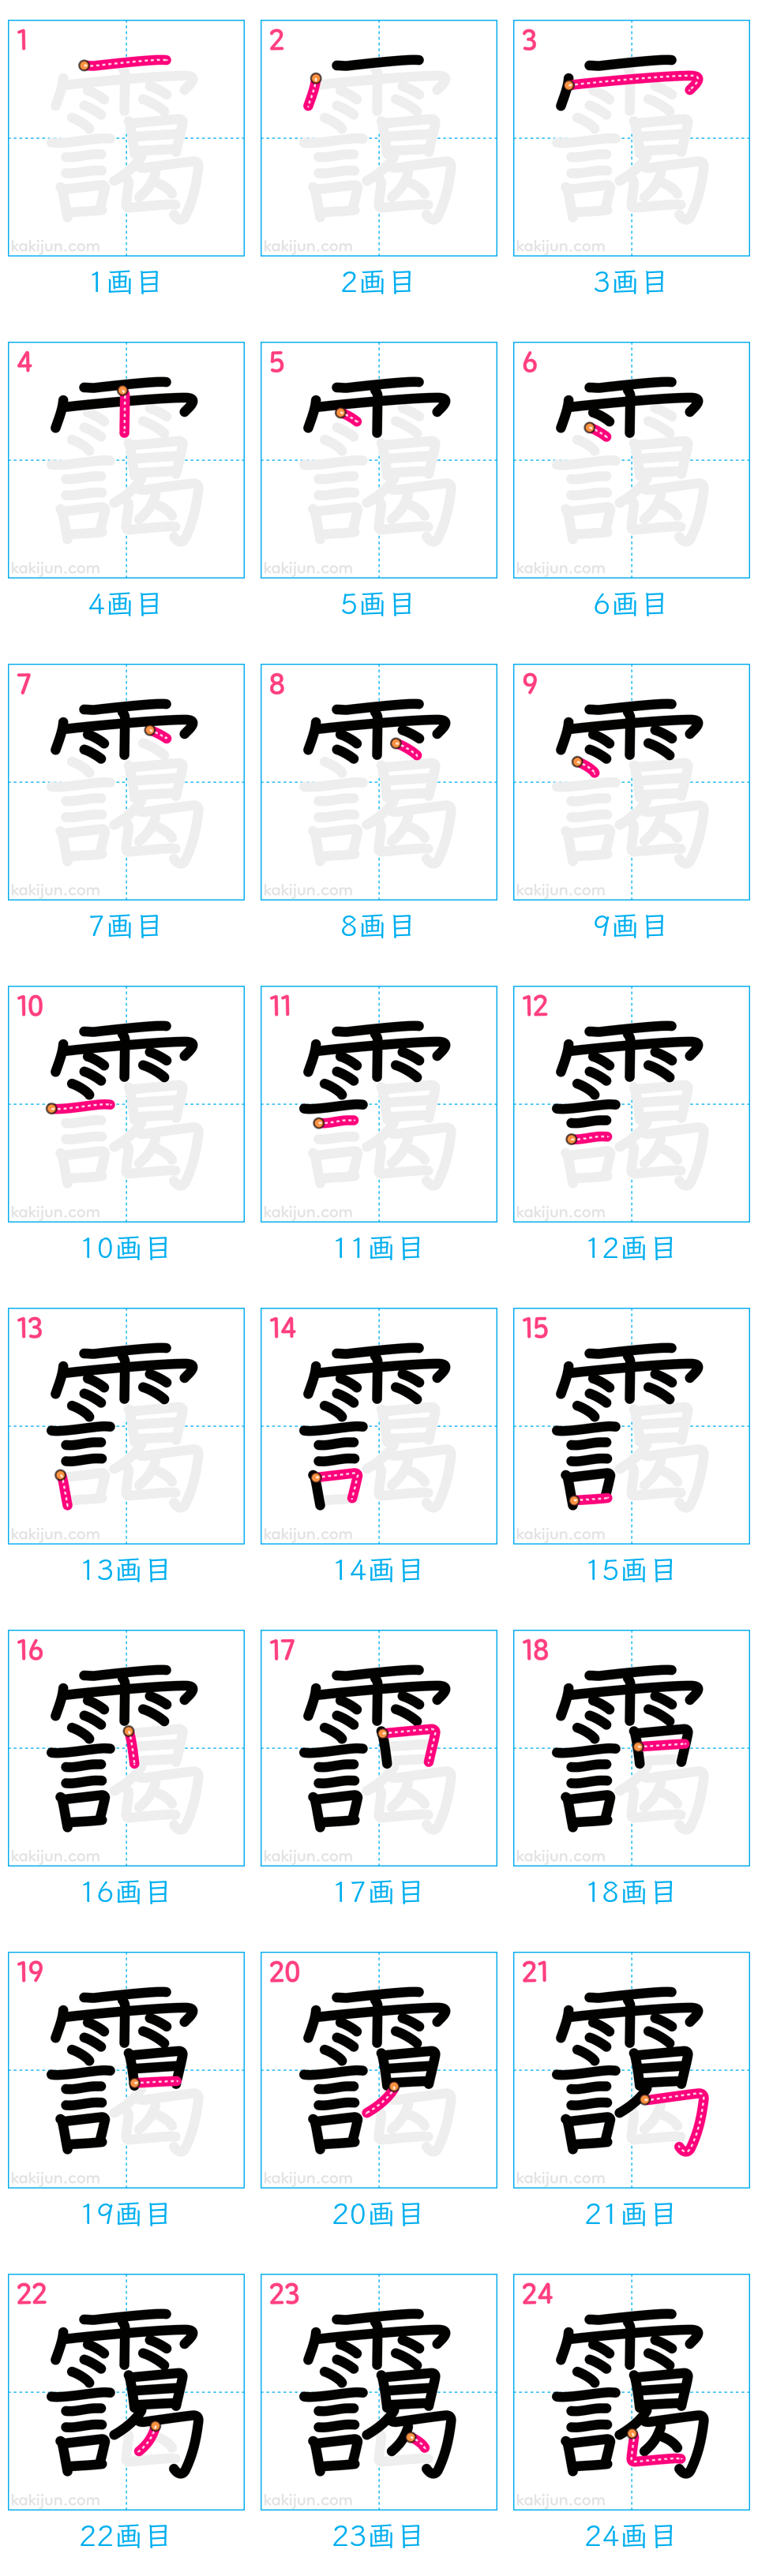 1 2 3
kakijun.com kakijun.com kakijun.com
1画目 2画目 3画目
4 5 6
kakijun.com kakijun.com kakijun.com
4画目 5画目 6画目
7 8 9
kakijun.com kakijun.com kakijun.com
7画目 8画目 9画目
10 11 12
kakijun.com kakijun.com kakijun.com
10画目 11画目 12画目
13 14 15
kakijun.com kakijun.com kakijun.com
13画目 14画目 15画目
16 17 18
kakijun.com kakijun.com kakijun.com
16画目 17画目 18画目
19 20 21
kakijun.com kakijun.com kakijun.com
19画目 20画目 21画目
22 23 24
靄 靄 靄
kakijun.com kakijun.com kakijun.com
22画目 23画目 24画目